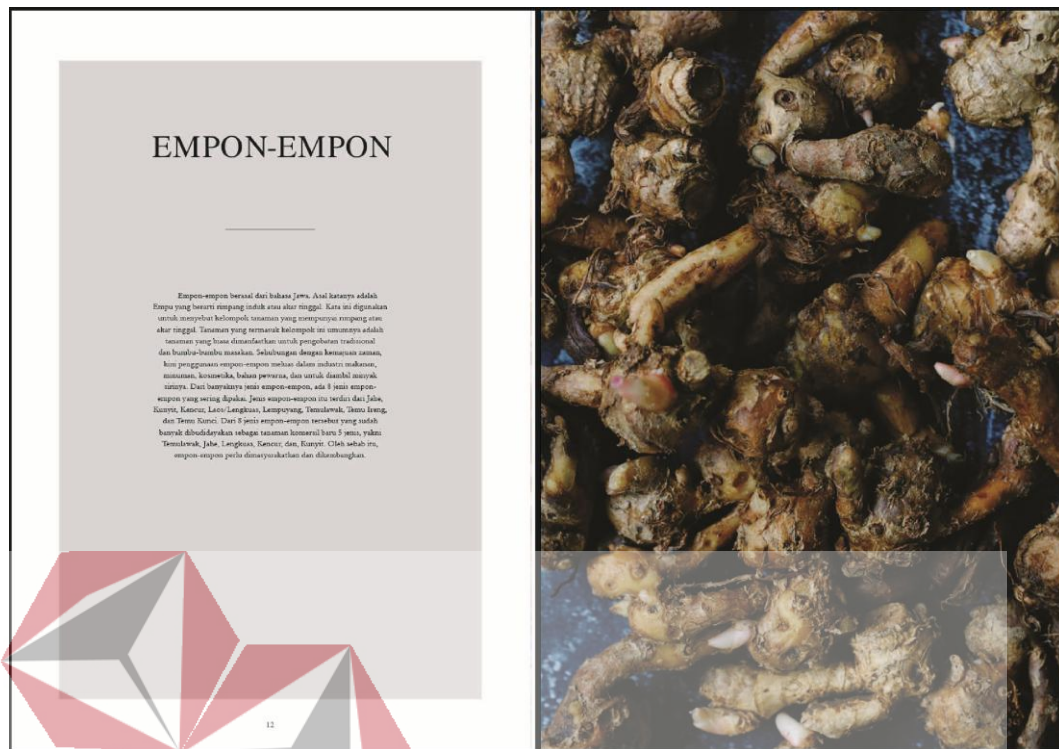 EMPON-EMPON
Empon-empon berasal dari bahasa Jawa. Asal katanya adalah
Empu yang berarti rimpang induk atau akar tinggal. Kata ini digunakan
untuk menyebut kelompok tanaman yang mempunyai rimpang atau
akar tinggal. Tanaman yang termasuk kelompok ini umumnya adalah
tanaman yang biasa dimanfaatkan untuk pengobatan tradisional
dan bumbu-bumbu masakan. Sehubungan dengan kemajuan zaman,
kini penggunaan empon-empon meluas dalam industri makanan,
minuman, kosmetika, bahan pewarna, dan untuk diambil minyak
sirinya. Dari banyaknya jenis empon-empon, ada 8 jenis empon-
empon yang sering dipakai. Jenis empon-empon itu terdiri dari Jahe,
Kunyit, Kencur, Laos/Lengkuas, Lempuyang, Temulawak, Temu Ireng,
dan Temu Kunci. Dari 8 jenis empon-empon tersebut yang sudah
banyak dibudidayakan sebagai tanaman komersil baru 5 jenis, yakni
Temulawak, Jahe, Lengkuas, Kencur, dan, Kunyit. Oleh sebab itu,
empon-empon perlu dimasyarakatkan dan dikembangkan.
12